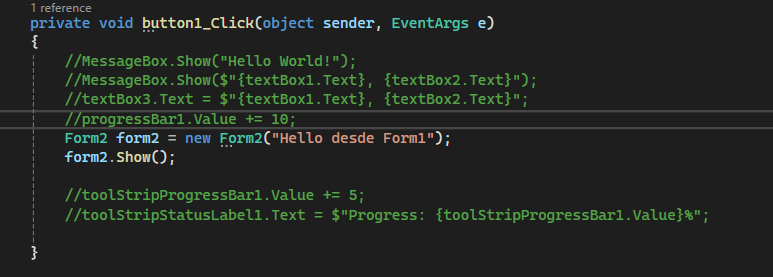 1 reference
private void button1_Click(object sender, EventArgs e)
{
//MessageBox.Show("Hello World!");
//MessageBox.Show($"{textBox1.Text}, {textBox2.Text}");
//textBox3.Text = $"{textBox1.Text}, {textBox2.Text}";
//progressBar1.Value += 10;
Form2 form2 = new Form2("Hello desde Form1");
form2.Show();
//toolStripProgressBar1.Value += 5;
//toolStripStatusLabel1.Text = $"Progress: {toolStripProgressBar1.Value}%";
}